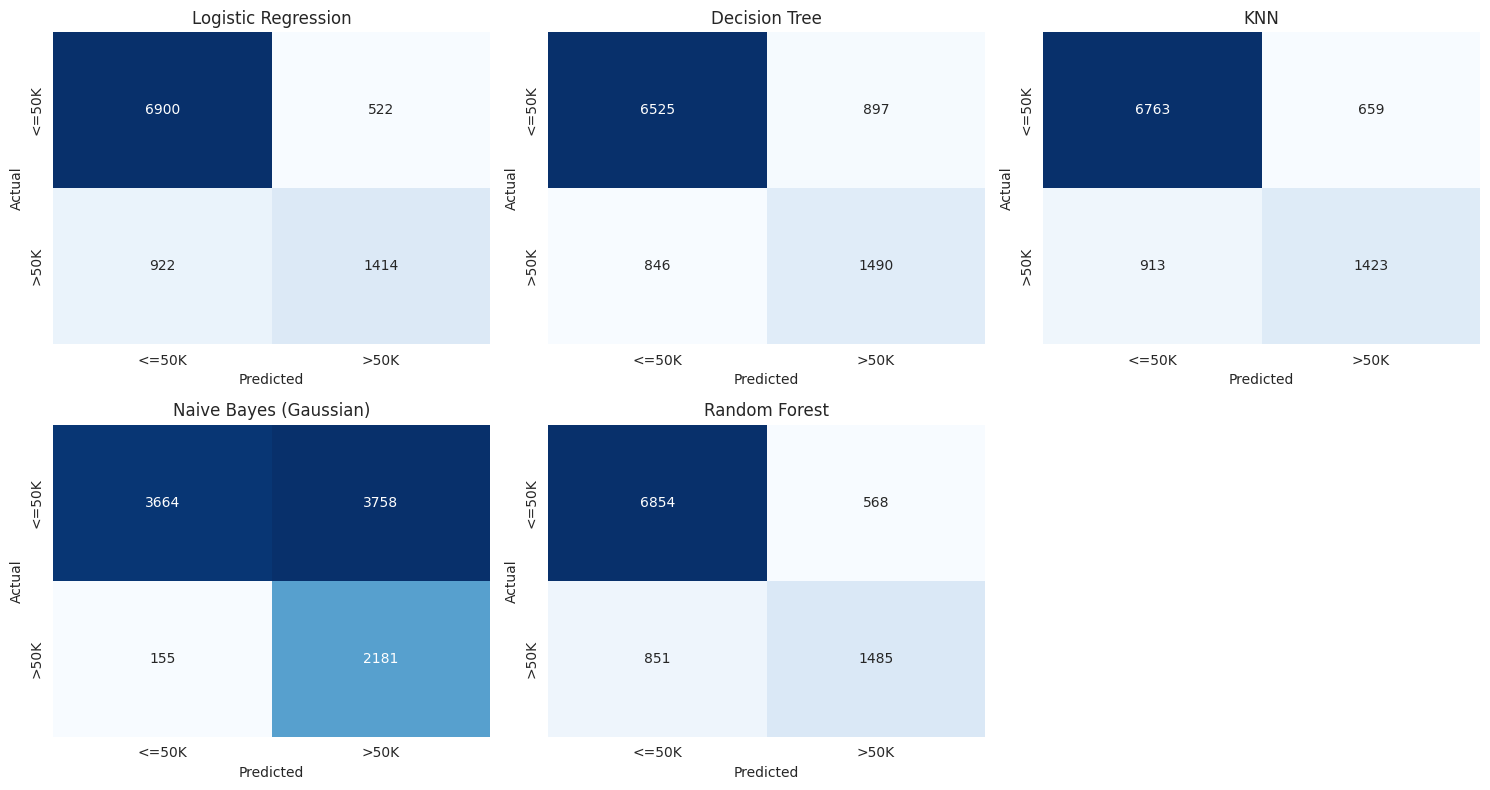 Logistic Regression
<=50K
6900 522
Actual
>50K
922 1414
<=50K >50K
Predicted
Decision Tree
<=50K
6525 897
Actual
>50K
846 1490
<=50K >50K
Predicted
KNN
<=50K
6763 659
Actual
>50K
913 1423
<=50K >50K
Predicted
Naive Bayes (Gaussian)
<=50K
3664 3758
Actual
>50K
155 2181
<=50K >50K
Predicted
Random Forest
<=50K
6854 568
Actual
>50K
851 1485
<=50K >50K
Predicted